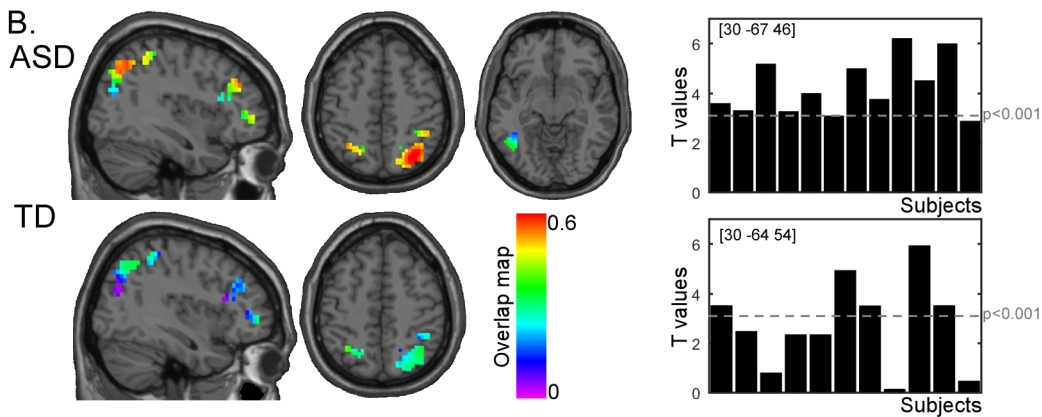 B.
ASD
[30 -67 46]
6
4
2
0
T values
p<0.001
Subjects
TD
0.6
Overlap map
0
[30 -64 54]
6
4
2
0
T values
p<0.001
Subjects